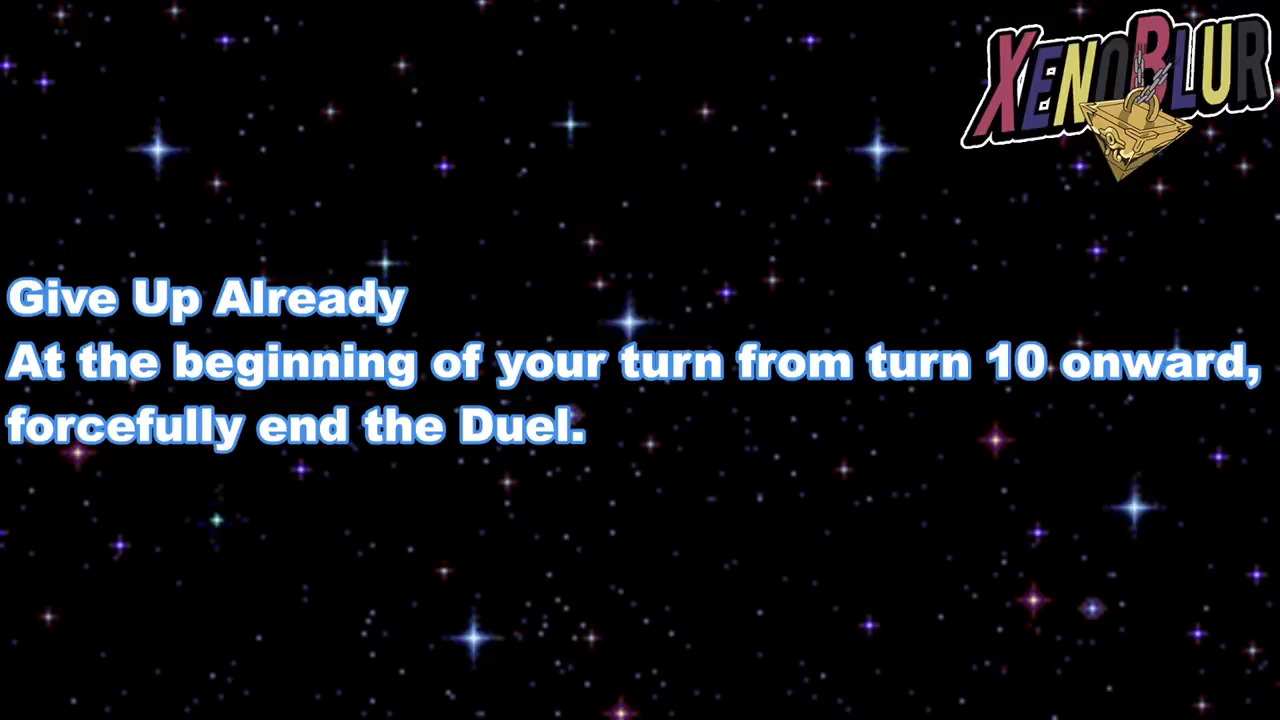 XENOBLUR
Give Up Already
At the beginning of your turn from turn 10 onward,
forcefully end the Duel.